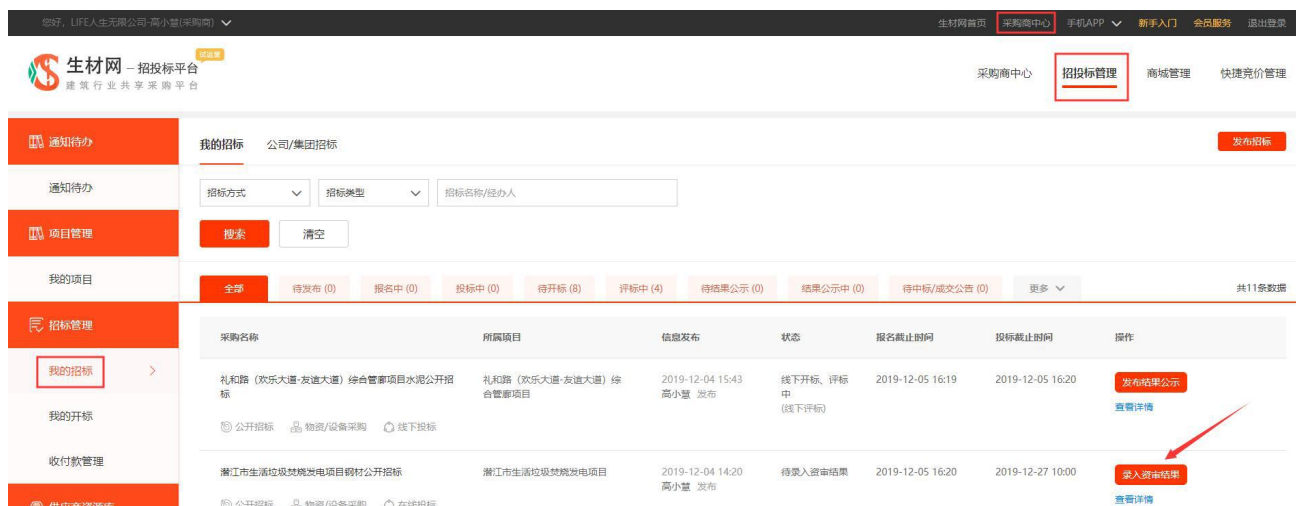 您好，LIFE人生无限公司-高小慧(采购商)
生材网首页 采购商中心 手机APP 新手入门 会员服务 退出登录
生材网 – 招投标平台 试运营
建筑行业共享采购平台
采购商中心 招投标管理 商城管理 快捷竞价管理
通知待办
通知待办
项目管理
我的项目
招标管理
我的招标
我的开标
收付款管理
我的招标 公司/集团招标 发布招标
招标方式 招标类型 招标名称/经办人
搜索 清空
全部 待发布 (0) 报名中 (0) 投标中 (0) 待开标 (8) 评标中 (4) 待结果公示 (0) 结果公示中 (0) 待中标/成交公告 (0) 更多 共11条数据
采购名称 所属项目 信息发布 状态 报名截止时间 投标截止时间 操作
礼和路（欢乐大道-友谊大道）综合管廊项目水泥公开招
标
礼和路（欢乐大道-友谊大道）综
合管廊项目
2019-12-04 15:43
高小慧 发布
线下开标、评标
中
(线下评标)
2019-12-05 16:19
2019-12-05 16:20
发布结果公示
查看详情
公开招标 物资/设备采购 线下投标
潜江市生活垃圾焚烧发电项目钢材公开招标
潜江市生活垃圾焚烧发电项目
2019-12-04 14:20
高小慧 发布
待录入资审结果
2019-12-05 16:20
2019-12-27 10:00
录入资审结果
查看详情
公开招标 物资/设备采购 在线投标